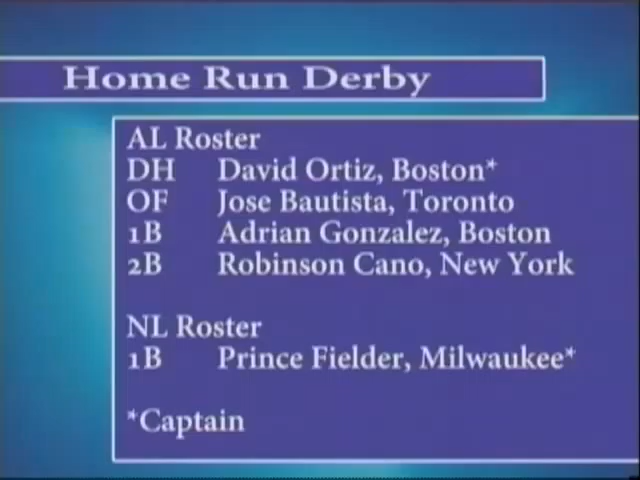 Home Run Derby
AL Roster
DH David Ortiz, Boston*
OF Jose Bautista, Toronto
1B Adrian Gonzalez, Boston
2B Robinson Cano, New York
NL Roster
1B Prince Fielder, Milwaukee*
*Captain